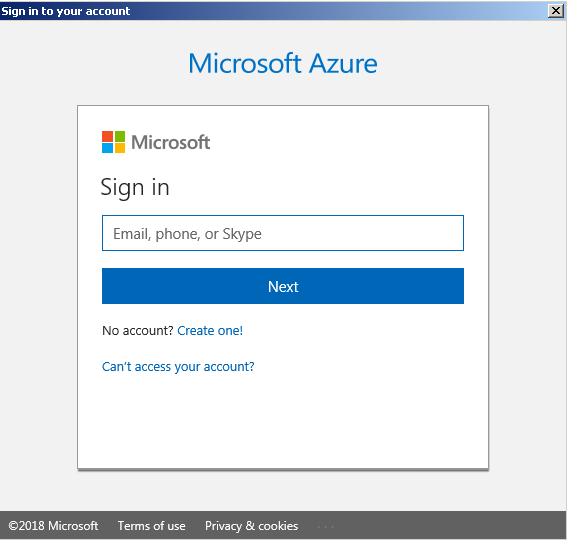 Sign in to your account
Microsoft Azure
Microsoft
Sign in
Email, phone, or Skype
Next
No account? Create one!
Can't access your account?
©2018 Microsoft Terms of use Privacy & cookies ...